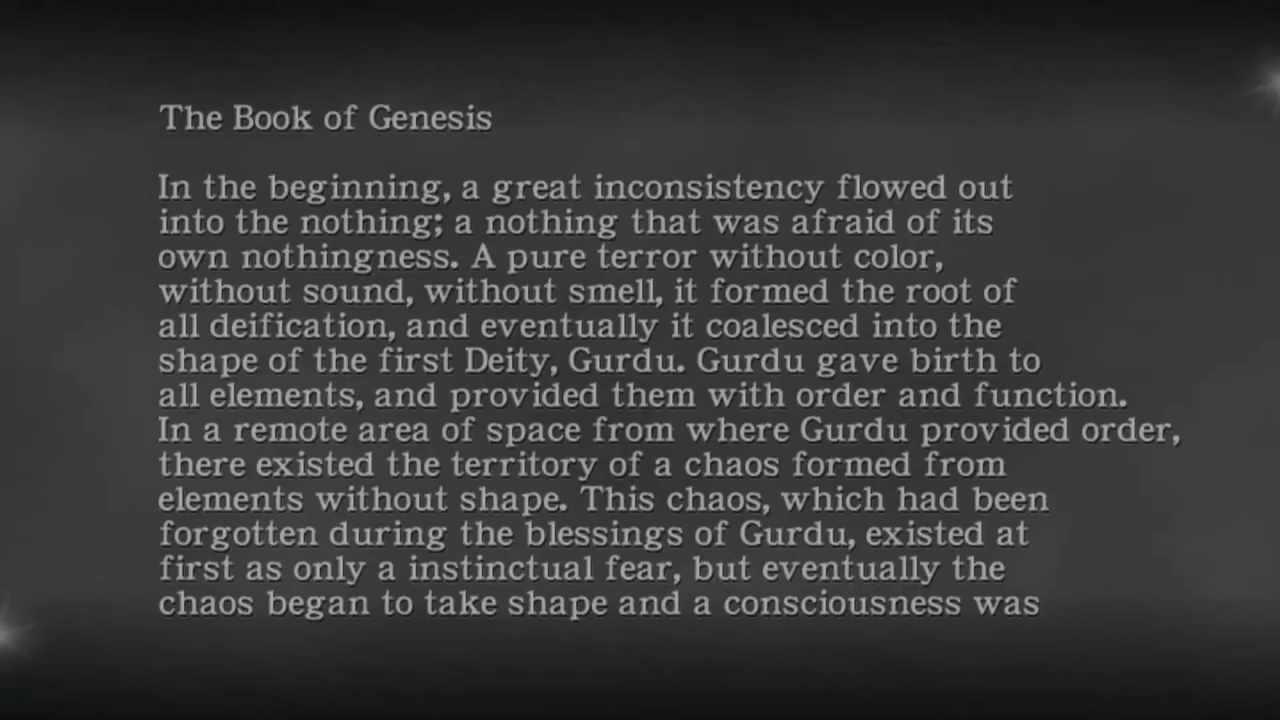 The Book of Genesis
In the beginning, a great inconsistency flowed out
into the nothing; a nothing that was afraid of its
own nothingness. A pure terror without color,
without sound, without smell, it formed the root of
all deification, and eventually it coalesced into the
shape of the first Deity, Gurdu. Gurdu gave birth to
all elements, and provided them with order and function.
In a remote area of space from where Gurdu provided order,
there existed the territory of a chaos formed from
elements without shape. This chaos, which had been
forgotten during the blessings of Gurdu, existed at
first as only a instinctual fear, but eventually the
chaos began to take shape and a consciousness was